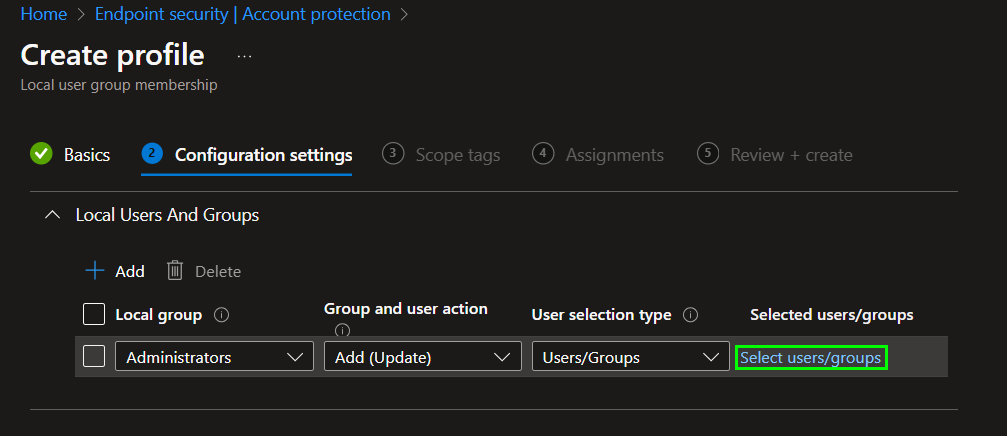 Home > Endpoint security | Account protection >
Create profile ...
Local user group membership
Basics 2 Configuration settings 3 Scope tags 4 Assignments 5 Review + create
Local Users And Groups
Add Delete
Local group Group and user action User selection type Selected users/groups
Administrators Add (Update) Users/Groups Select users/groups